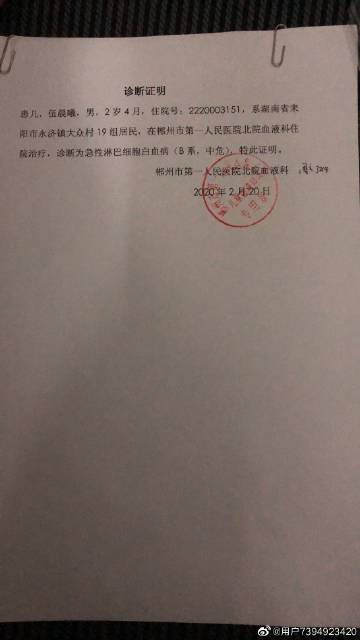 诊断证明
患儿，伍晨曦，男，2岁4月，住院号：2220003151，系湖南省耒
阳市永济镇大众村19组居民，在郴州市第一人民医院北院血液科住
院治疗，诊断为急性淋巴细胞白血病（B系，中危），特此证明。
郴州市第一人民医院北院血液科
2020年2月20日
@用户7394923420